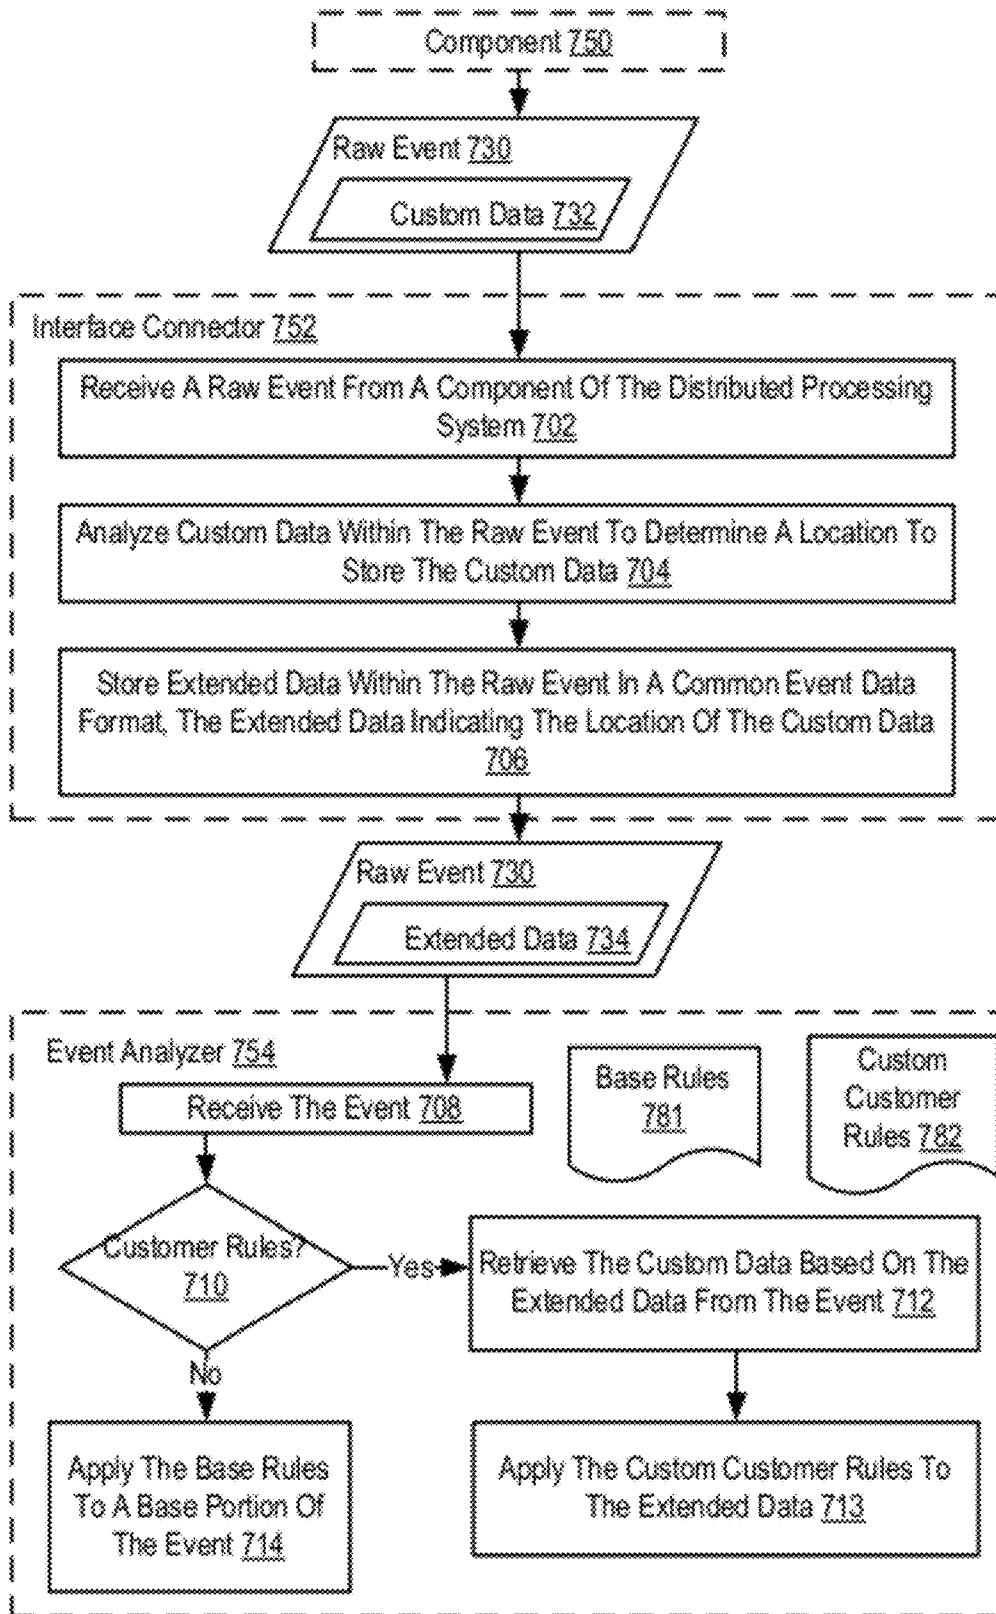 Component 750
Raw Event 730
Custom Data 732
Interface Connector 752
Receive A Raw Event From A Component Of The Distributed Processing
System 702
Analyze Custom Data Within The Raw Event To Determine A Location To
Store The Custom Data 704
Store Extended Data Within The Raw Event In A Common Event Data
Format, The Extended Data Indicating The Location Of The Custom Data
706
Raw Event 730
Extended Data 734
Event Analyzer 754
Receive The Event 708
Base Rules
781
Custom
Customer
Rules 782
Customer Rules?
710
Yes
Retrieve The Custom Data Based On The
Extended Data From The Event 712
No
Apply The Base Rules
To A Base Portion Of
The Event 714
Apply The Custom Customer Rules To
The Extended Data 713